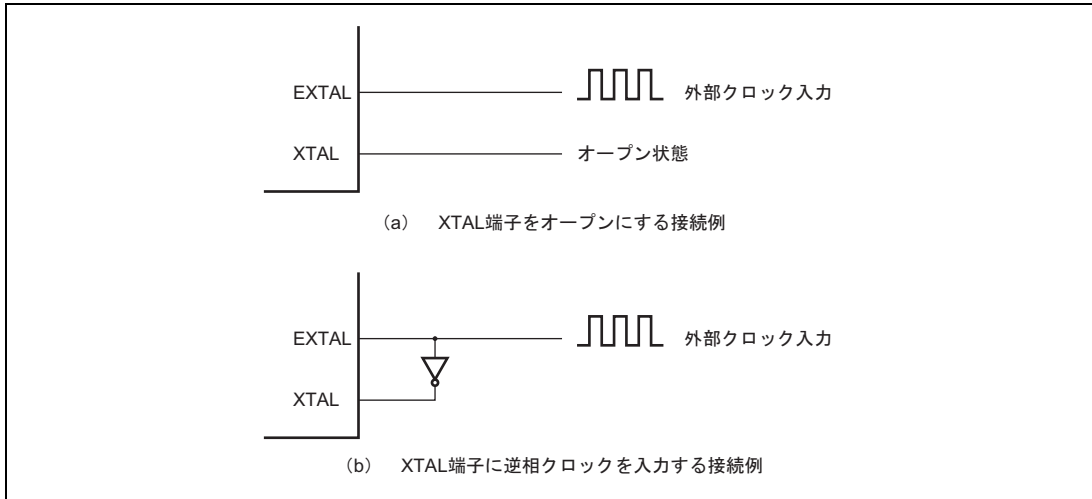 EXTAL 外部クロック入力
XTAL オープン状態
(a) XTAL端子をオープンにする接続例
EXTAL 外部クロック入力
XTAL
(b) XTAL端子に逆相クロックを入力する接続例